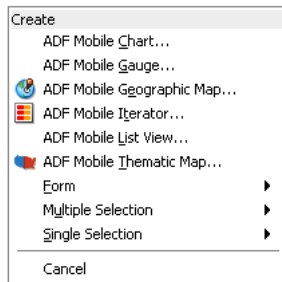 Create
ADF Mobile Chart...
ADF Mobile Gauge...
ADF Mobile Geographic Map...
ADF Mobile Iterator...
ADF Mobile List View...
ADF Mobile Thematic Map...
Form
Multiple Selection
Single Selection
Cancel